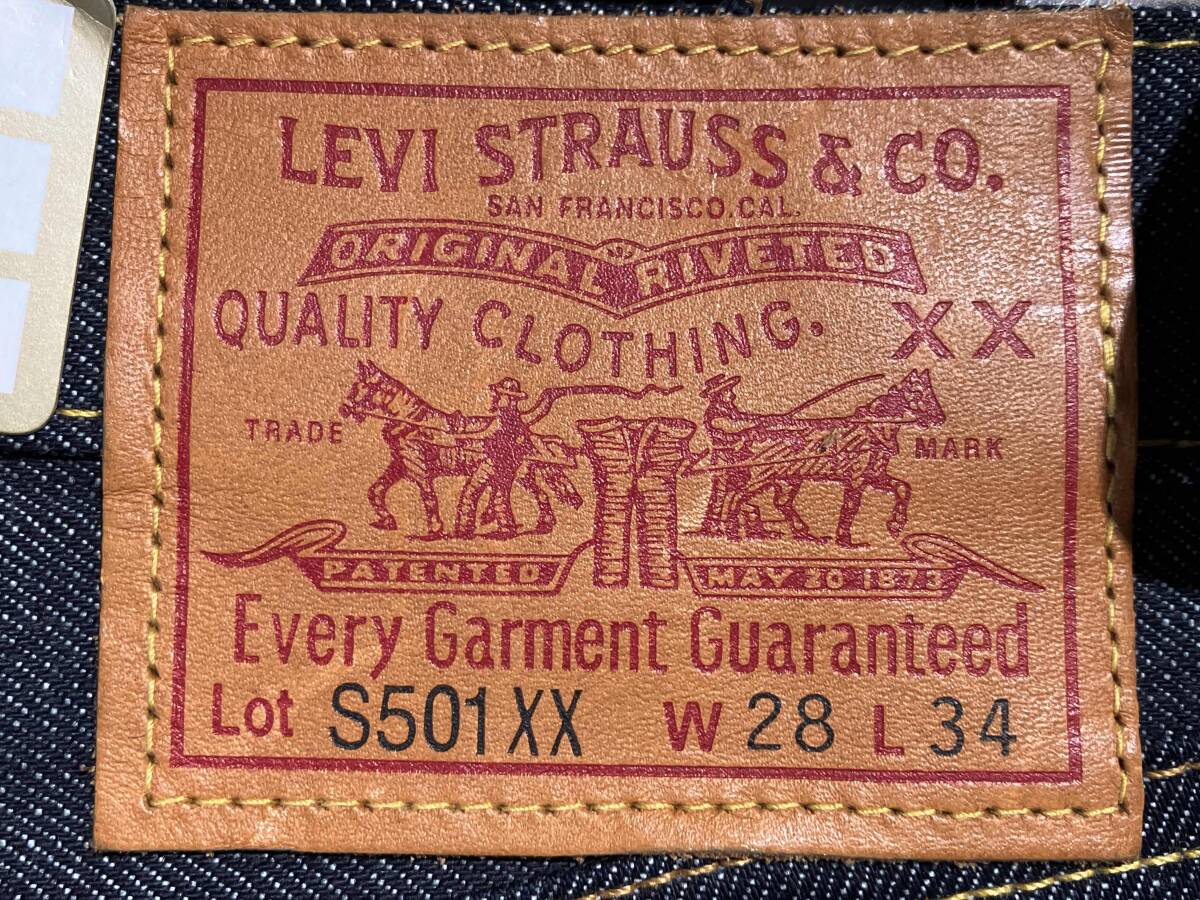 LEVI STRAUSS & CO.
SAN FRANCISCO.CAL.
ORIGINAL RIVETED
QUALITY CLOTHING. XX
TRADE MARK
PATENTED MAY 20 1873
Every Garment Guaranteed
Lot S501XX W 28 L 34